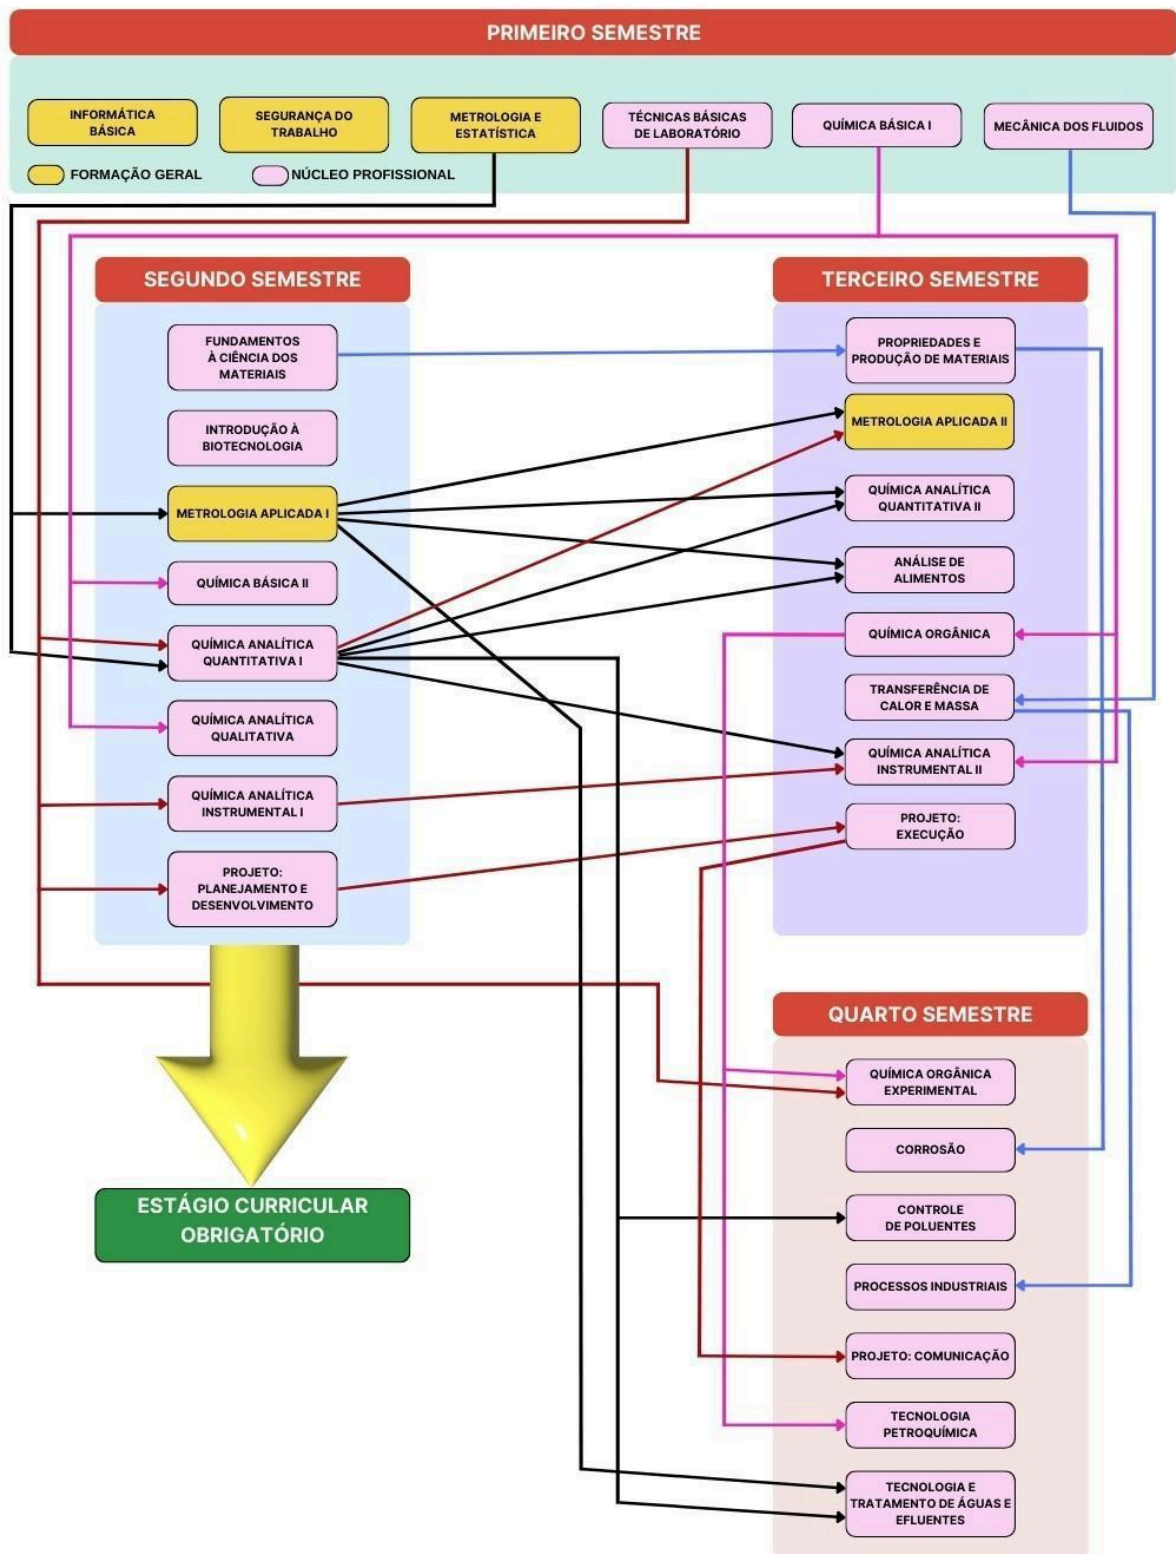 PRIMEIRO SEMESTRE
INFORMÁTICA
BÁSICA
SEGURANÇA DO
TRABALHO
METROLOGIA E
ESTATÍSTICA
TÉCNICAS BÁSICAS
DE LABORATÓRIO
QUÍMICA BÁSICA I
MECÂNICA DOS FLUIDOS
FORMAÇÃO GERAL
NÚCLEO PROFISSIONAL
SEGUNDO SEMESTRE
FUNDAMENTOS
À CIÊNCIA DOS
MATERIAIS
INTRODUÇÃO À
BIOTECNOLOGIA
METROLOGIA APLICADA I
QUÍMICA BÁSICA II
QUÍMICA ANALÍTICA
QUANTITATIVA I
QUÍMICA ANALÍTICA
QUALITATIVA
QUÍMICA ANALÍTICA
INSTRUMENTAL I
PROJETO:
PLANEJAMENTO E
DESENVOLVIMENTO
ESTÁGIO CURRICULAR
OBRIGATÓRIO
TERCEIRO SEMESTRE
PROPRIEDADES E
PRODUÇÃO DE MATERIAIS
METROLOGIA APLICADA II
QUÍMICA ANALÍTICA
QUANTITATIVA II
ANÁLISE DE
ALIMENTOS
QUÍMICA ORGÂNICA
TRANSFERÊNCIA DE
CALOR E MASSA
QUÍMICA ANALÍTICA
INSTRUMENTAL II
PROJETO:
EXECUÇÃO
QUARTO SEMESTRE
QUÍMICA ORGÂNICA
EXPERIMENTAL
CORROSÃO
CONTROLE
DE POLUENTES
PROCESSOS INDUSTRIAIS
PROJETO: COMUNICAÇÃO
TECNOLOGIA
PETROQUÍMICA
TECNOLOGIA E
TRATAMENTO DE ÁGUAS E
EFLUENTES